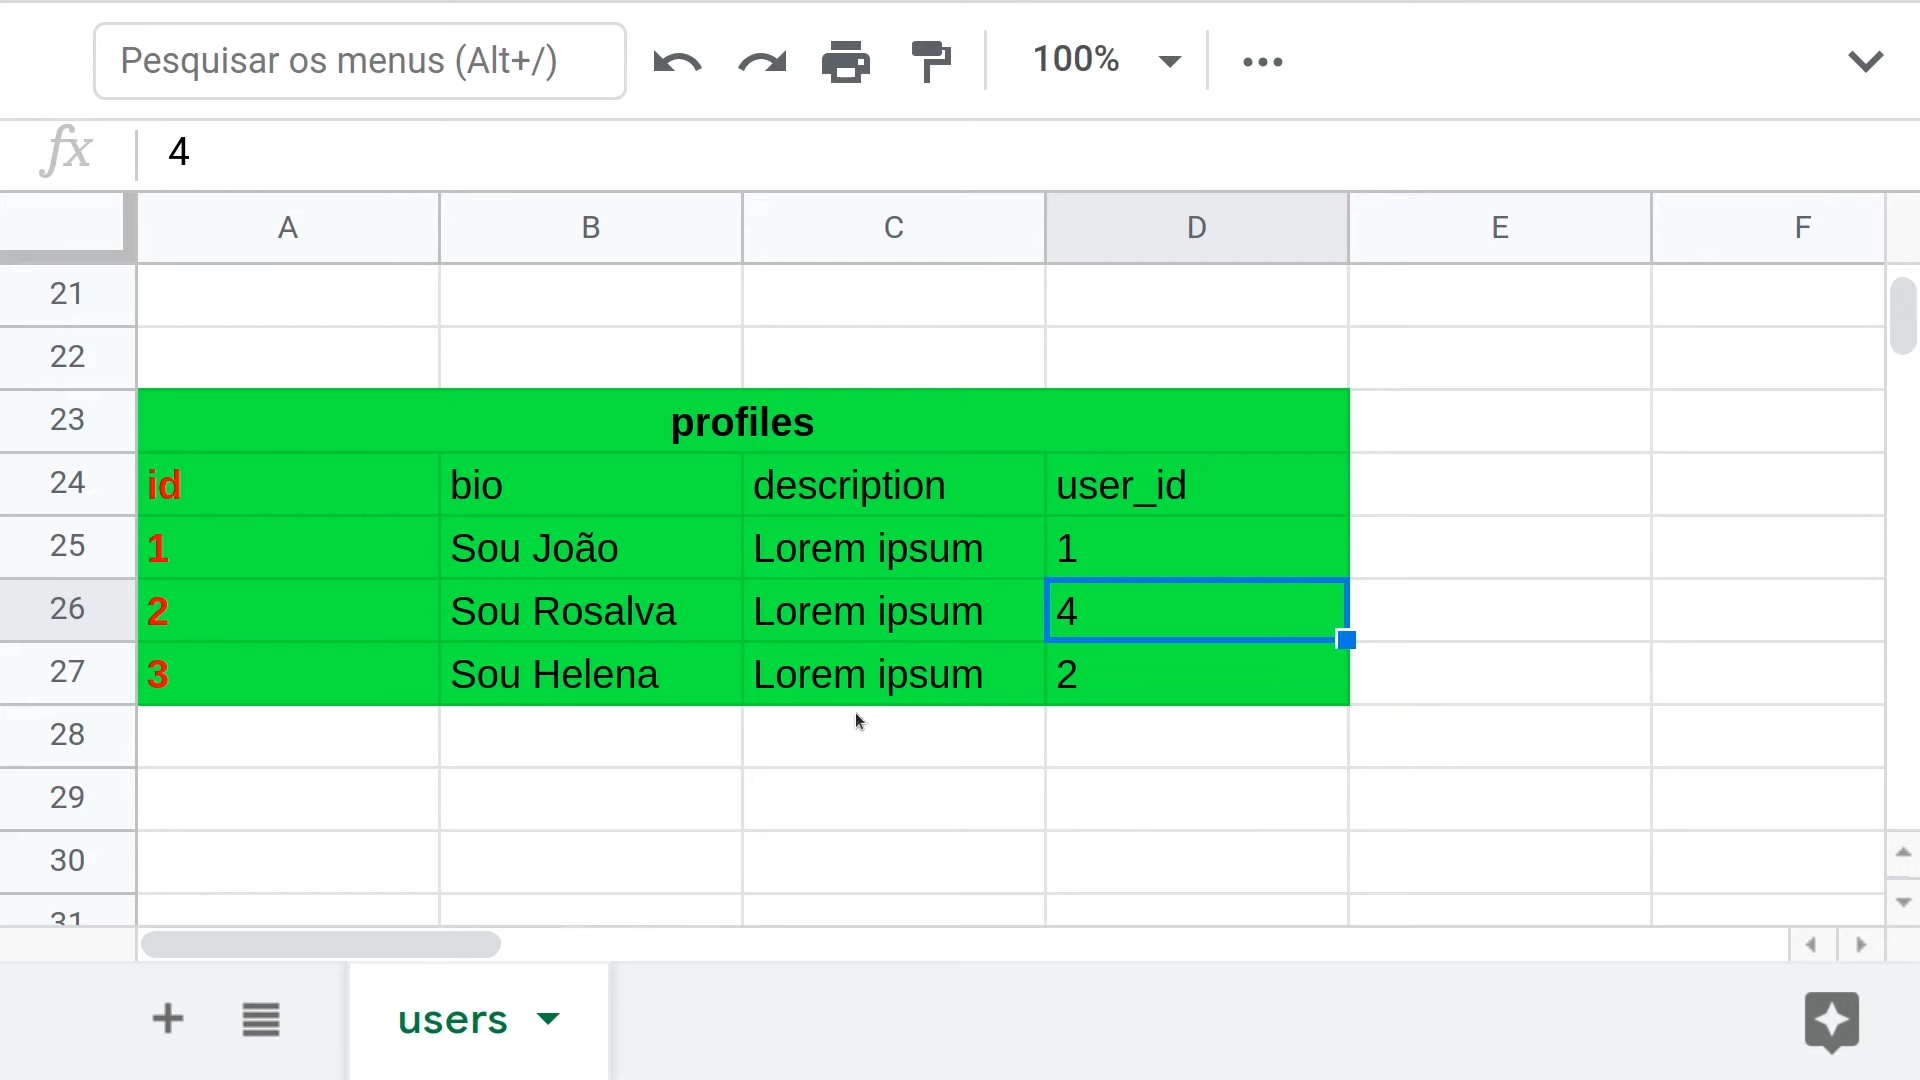 Pesquisar os menus (Alt+/) 100%
fx 4
A B C D E F
21
22
23 profiles
24 id bio description user_id
25 1 Sou João Lorem ipsum 1
26 2 Sou Rosalva Lorem ipsum 4
27 3 Sou Helena Lorem ipsum 2
28
29
30
31
users